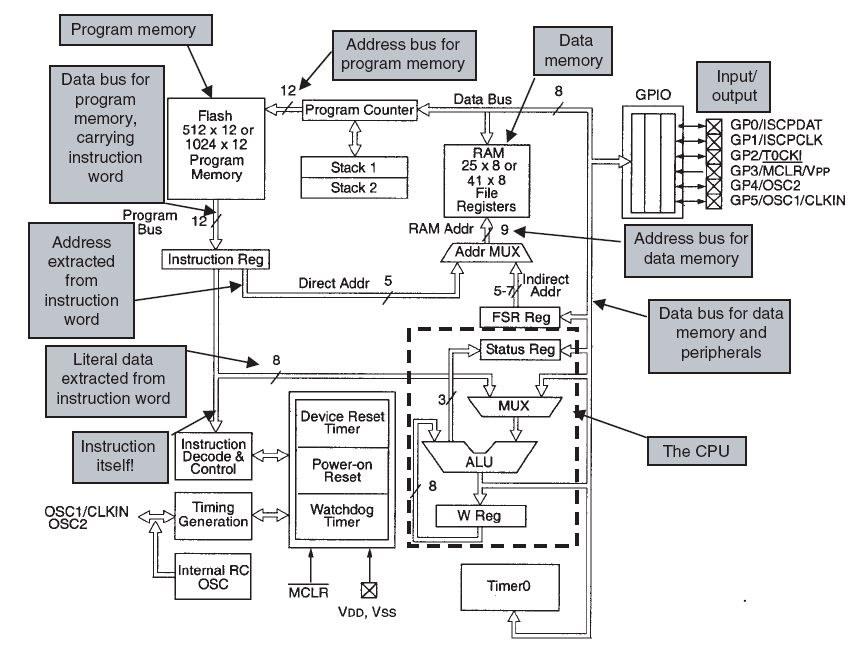 Program memory
Address bus for
program memory
Data
memory
Data bus for
program
memory,
carrying
instruction
word
Input/
output
12
Program Counter
Data Bus
8
GPIO
Flash
512 x 12 or
1024 x 12
Program
Memory
Stack 1
Stack 2
RAM
25 x 8 or
41 x 8
File
Registers
GP0/ISCPDAT
GP1/ISCPCLK
GP2/T0CKI
GP3/MCLR/VPP
GP4/OSC2
GP5/OSC1/CLKIN
Program
Bus
12
RAM Addr
9
Address bus for
data memory
Address
extracted
from
instruction
word
Instruction Reg
Addr MUX
Direct Addr
5
5-7
Indirect
Addr
FSR Reg
Data bus for data
memory and
peripherals
Literal data
extracted from
instruction word
8
Status Reg
3
MUX
Device Reset
Timer
Instruction
itself!
Instruction
Decode &
Control
Power-on
Reset
ALU
The CPU
8
OSC1/CLKIN
OSC2
Timing
Generation
Watchdog
Timer
W Reg
Internal RC
OSC
MCLR
VDD, VSS
Timer0